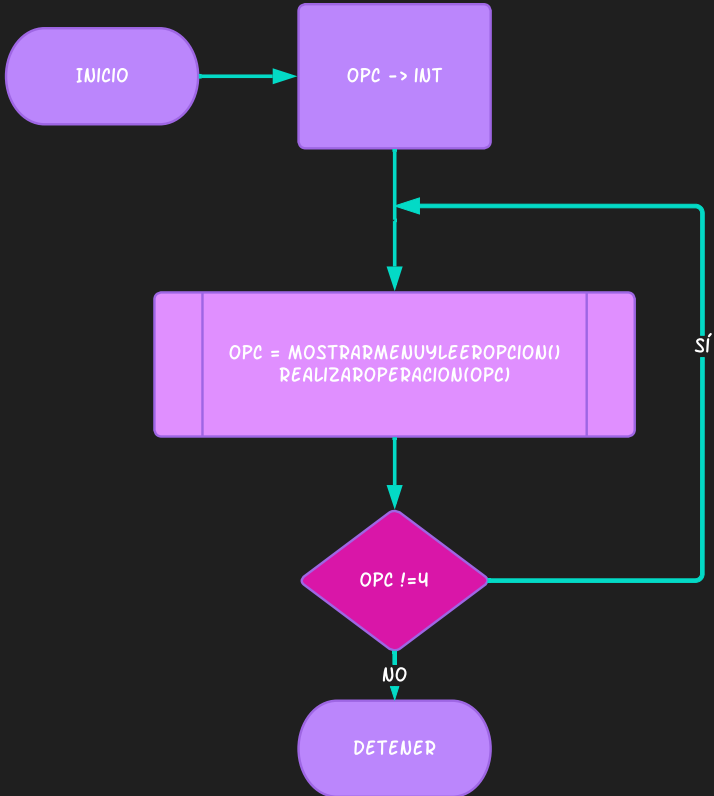 INICIO
OPC -> INT
OPC = MOSTRARMENUYLEEROPCION()
REALIZAROPERACION(OPC)
SÍ
OPC !=4
NO
DETENER